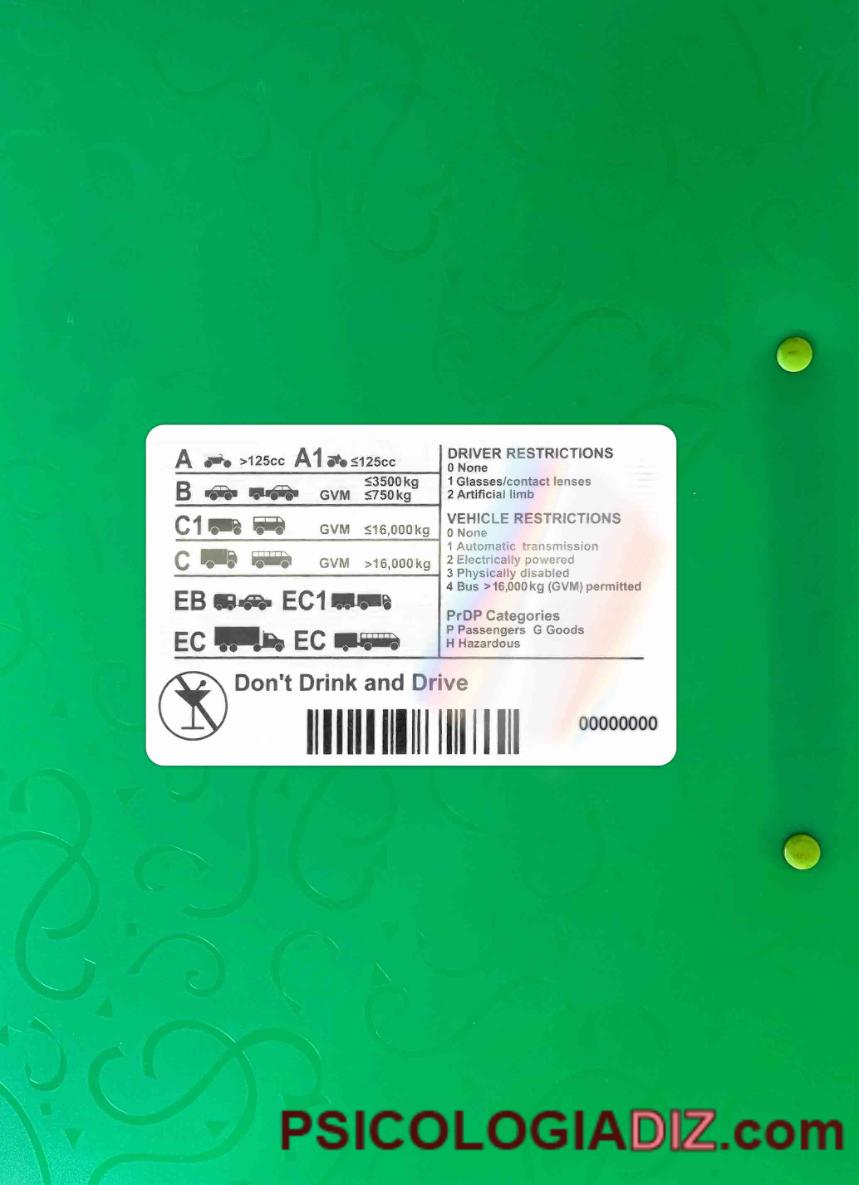 A >125cc A1 ≤125cc
B GVM ≤3500kg
≤750kg
C1 GVM ≤16,000kg
C GVM >16,000kg
EB EC1
EC EC
DRIVER RESTRICTIONS
0 None
1 Glasses/contact lenses
2 Artificial limb
VEHICLE RESTRICTIONS
0 None
1 Automatic transmission
2 Electrically powered
3 Physically disabled
4 Bus >16,000kg (GVM) permitted
PrDP Categories
P Passengers G Goods
H Hazardous
Don't Drink and Drive
00000000
PSICOLOGIADIZ.com